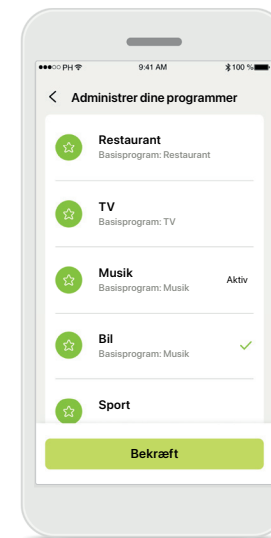 PH 9:41 AM 100 %
Administrer dine programmer
Restaurant
Basisprogram: Restaurant
TV
Basisprogram: TV
Musik
Basisprogram: Musik
Aktiv
Bil
Basisprogram: Musik
Sport
Bekræft